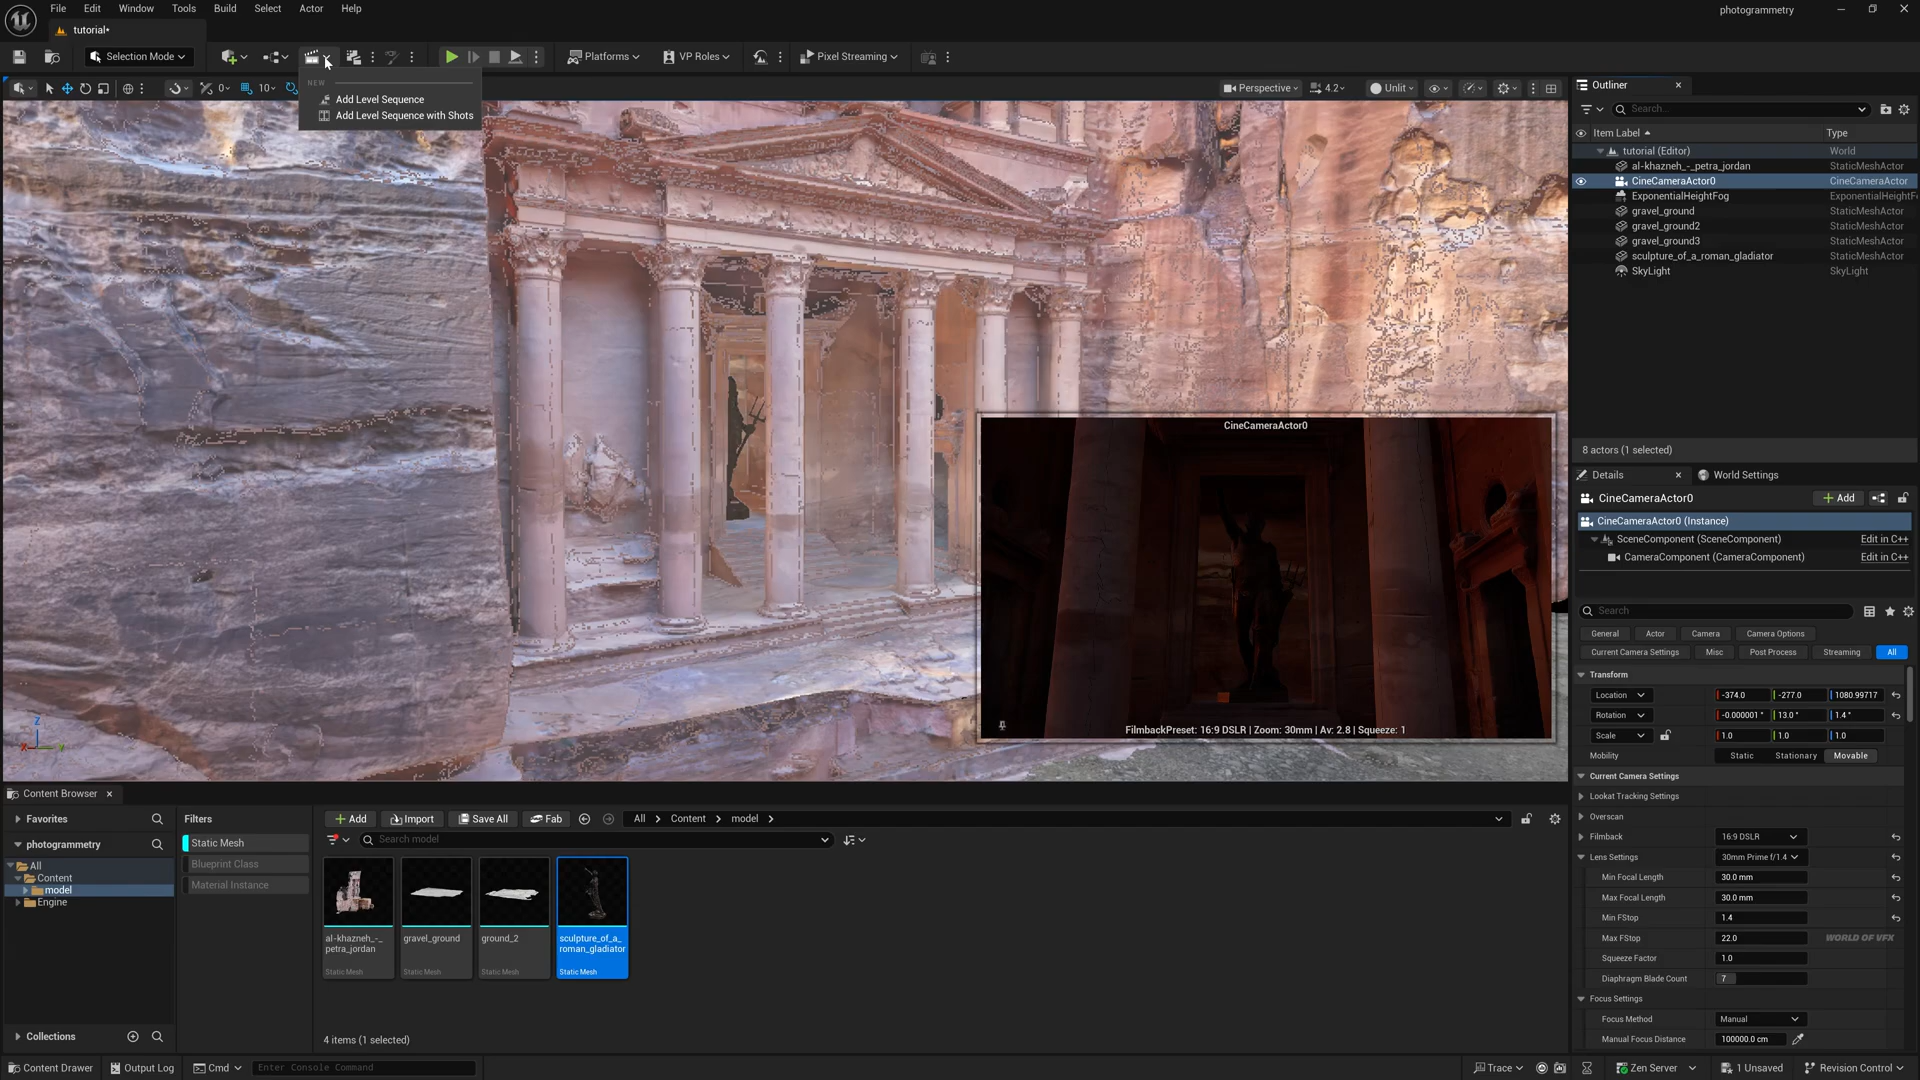 File Edit Window Tools Build Select Actor Help
photogrammetry
tutorial*
Selection Mode
Platforms
VP Roles
Pixel Streaming
0
10
NEW
Add Level Sequence
Add Level Sequence with Shots
Perspective
4.2
Unlit
Outliner
Search...
Item Label
Type
tutorial (Editor) World
al-khazneh_-_petra_jordan StaticMeshActor
CineCameraActor0 CineCameraActor
ExponentialHeightFog ExponentialHeightF
gravel_ground StaticMeshActor
gravel_ground2 StaticMeshActor
gravel_ground3 StaticMeshActor
sculpture_of_a_roman_gladiator StaticMeshActor
SkyLight SkyLight
8 actors (1 selected)
CineCameraActor0
FilmbackPreset: 16:9 DSLR | Zoom: 30mm | Av: 2.8 | Squeeze: 1
Z
X
Y
Details
World Settings
CineCameraActor0
Add
CineCameraActor0 (Instance)
SceneComponent (SceneComponent) Edit in C++
CameraComponent (CameraComponent) Edit in C++
Search
General Actor Camera Camera Options
Current Camera Settings Misc Post Process Streaming All
Transform
Location -374.0 -277.0 1080.99717
Rotation -0.000001 ° 13.0 ° 1.4 °
Scale 1.0 1.0 1.0
Mobility Static Stationary Movable
Current Camera Settings
Lookat Tracking Settings
Overscan
Filmback 16:9 DSLR
Lens Settings 30mm Prime f/1.4
Min Focal Length 30.0 mm
Max Focal Length 30.0 mm
Min FStop 1.4
Max FStop 22.0
WORLD OF VFX
Squeeze Factor 1.0
Diaphragm Blade Count 7
Focus Settings
Focus Method Manual
Manual Focus Distance 100000.0 cm
Content Browser
Favorites
photogrammetry
All
Content
model
Engine
Collections
Filters
Static Mesh
Blueprint Class
Material Instance
Add Import Save All Fab
All Content model
Search model
al-khazneh_-_
petra_jordan
Static Mesh
gravel_ground
Static Mesh
ground_2
Static Mesh
sculpture_of_a_
roman_gladiator
Static Mesh
4 items (1 selected)
Content Drawer
Output Log
Cmd
Enter Console Command
Trace
Zen Server
1 Unsaved
Revision Control